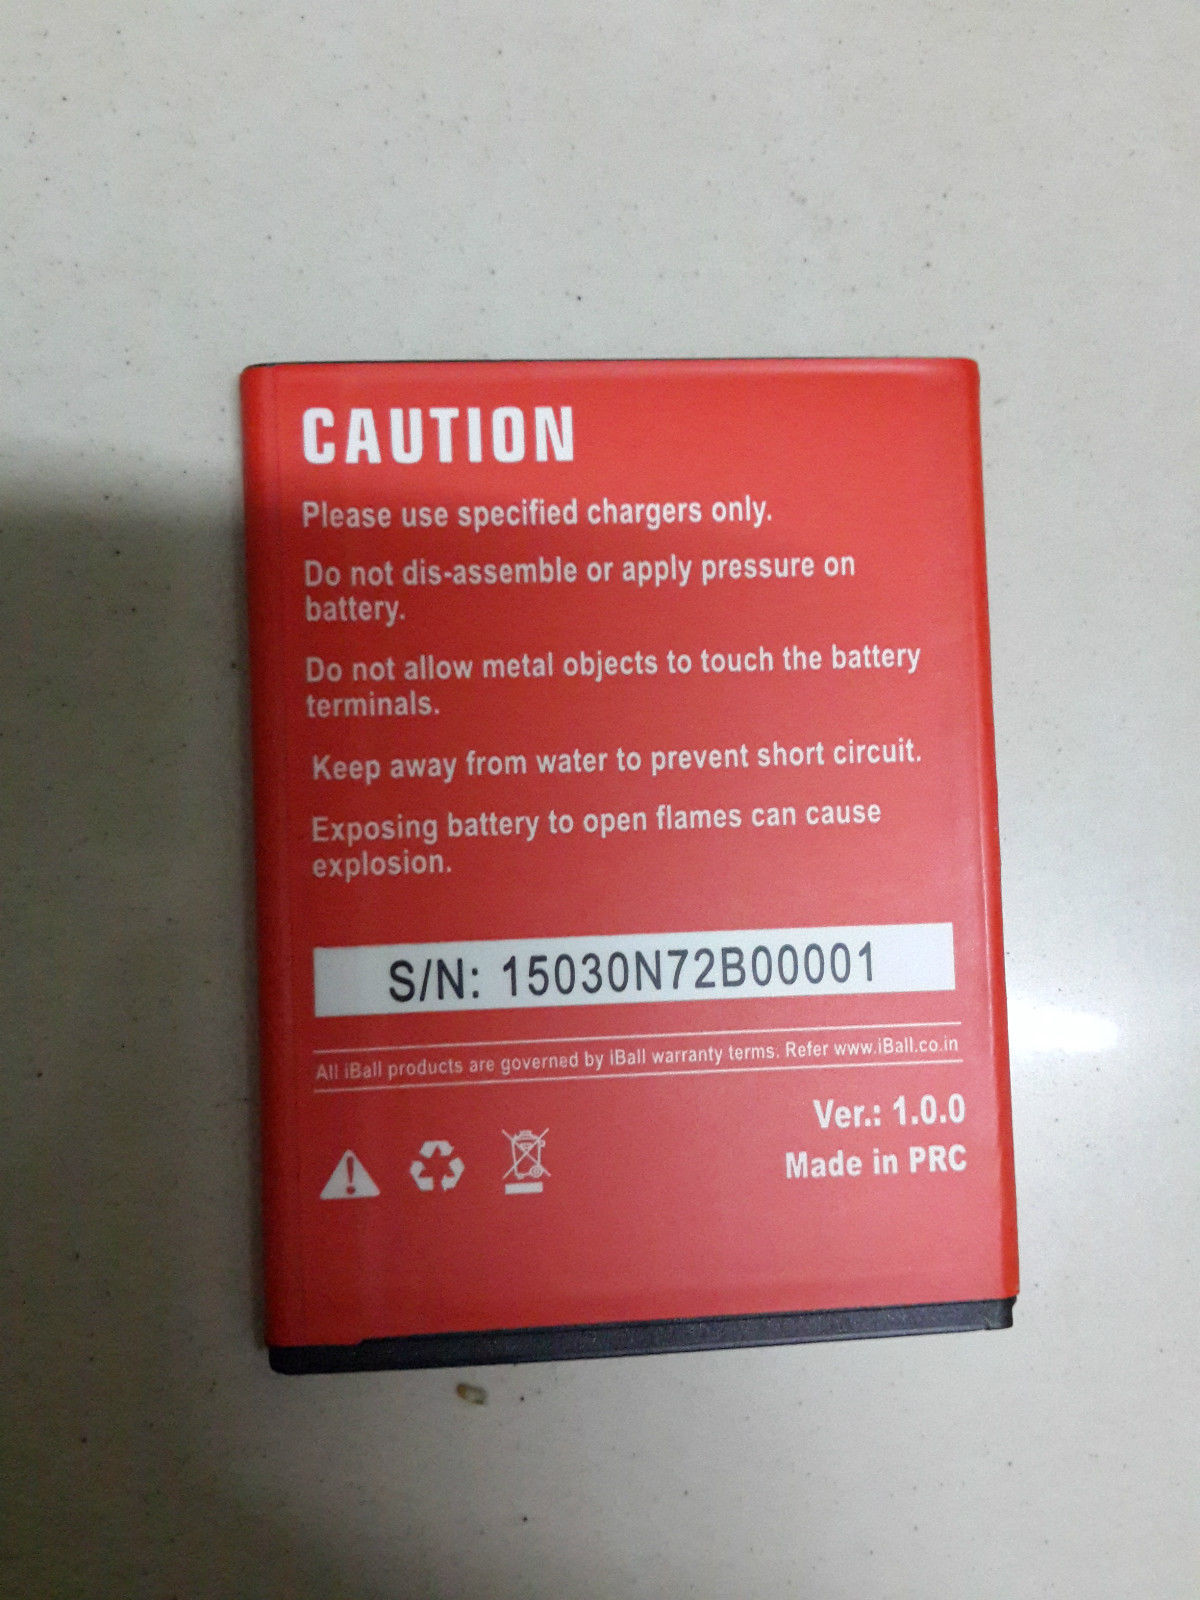 CAUTION
Please use specified chargers only.
Do not dis-assemble or apply pressure on
battery.
Do not allow metal objects to touch the battery
terminals.
Keep away from water to prevent short circuit.
Exposing battery to open flames can cause
explosion.
S/N: 15030N72B00001
All iBall products are governed by iBall warranty terms. Refer www.iBall.co.in
Ver.: 1.0.0
Made in PRC